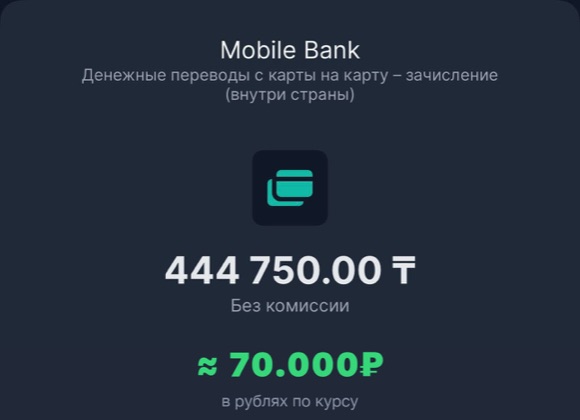 Mobile Bank
Денежные переводы с карты на карту – зачисление
(внутри страны)
444 750.00 ₸
Без комиссии
≈ 70.000₽
в рублях по курсу